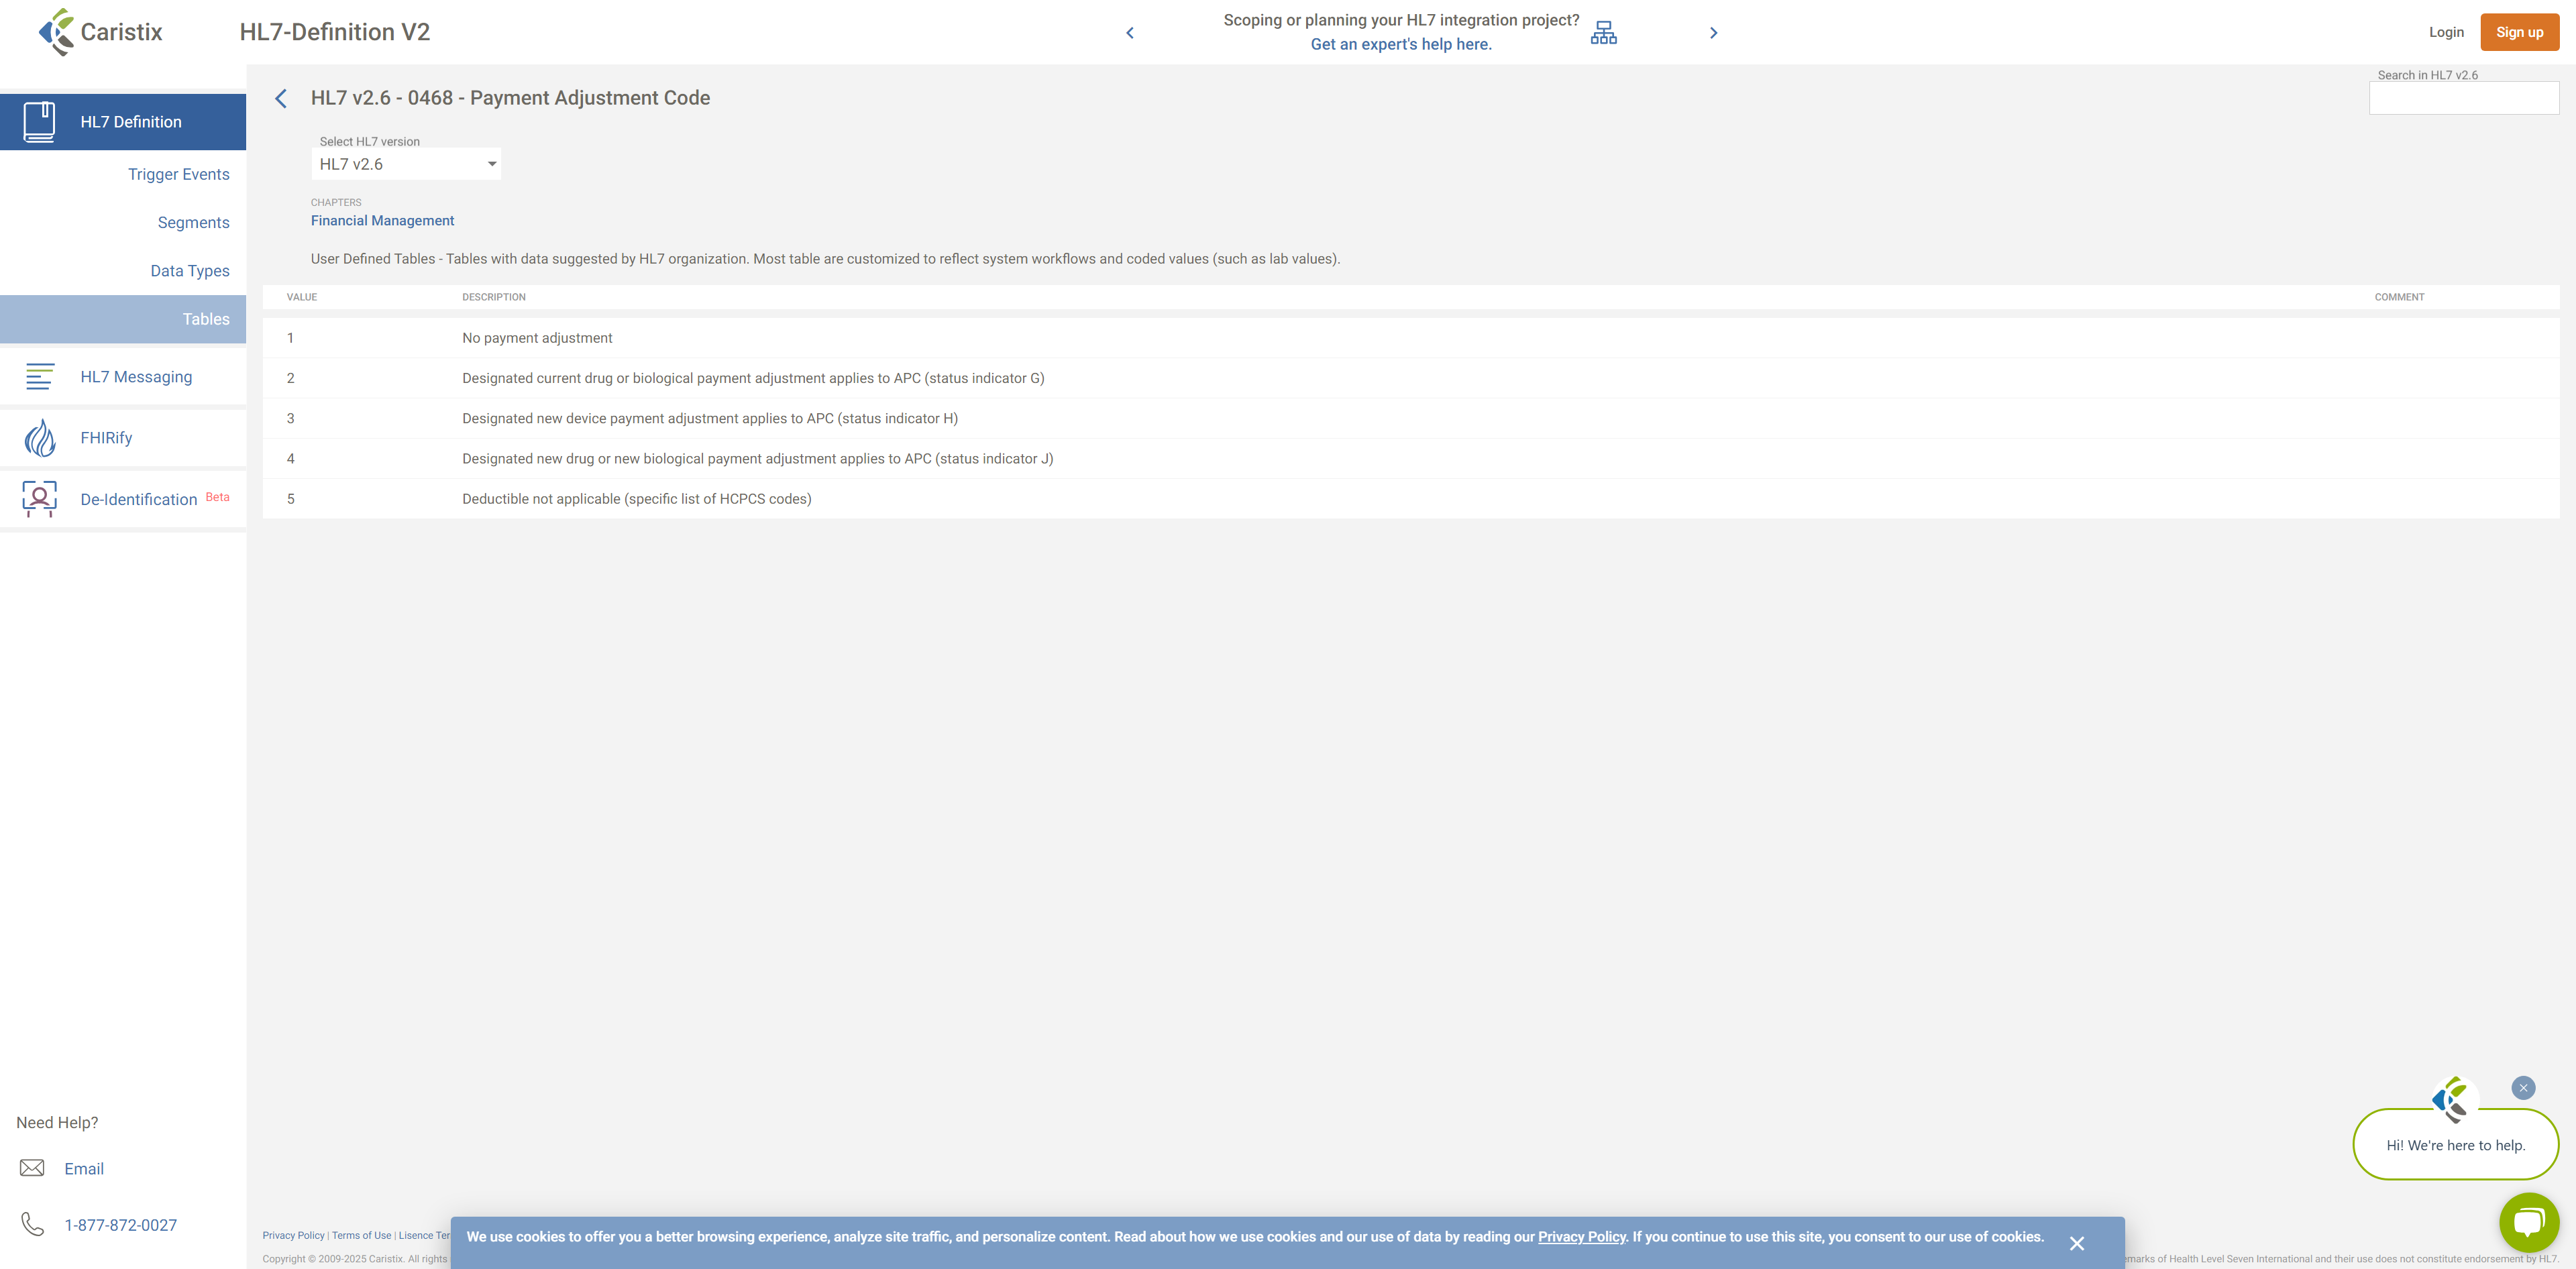 Caristix
HL7-Definition V2
Scoping or planning your HL7 integration project?
Get an expert's help here.
Login
Sign up
HL7 Definition
Trigger Events
Segments
Data Types
Tables
HL7 Messaging
FHIRify
De-Identification Beta
Need Help?
Email
1-877-872-0027
HL7 v2.6 - 0468 - Payment Adjustment Code
Search in HL7 v2.6
Select HL7 version
HL7 v2.6
CHAPTERS
Financial Management
User Defined Tables - Tables with data suggested by HL7 organization. Most table are customized to reflect system workflows and coded values (such as lab values).
VALUE DESCRIPTION COMMENT
1 No payment adjustment
2 Designated current drug or biological payment adjustment applies to APC (status indicator G)
3 Designated new device payment adjustment applies to APC (status indicator H)
4 Designated new drug or new biological payment adjustment applies to APC (status indicator J)
5 Deductible not applicable (specific list of HCPCS codes)
Hi! We're here to help.
Privacy Policy | Terms of Use | Lisence
We use cookies to offer you a better browsing experience, analyze site traffic, and personalize content. Read about how we use cookies and our use of data by reading our Privacy Policy. If you continue to use this site, you consent to our use of cookies.
Copyright © 2009-2025 Caristix. All rights
of Health Level Seven International and their use does not constitute endorsement by HL7.